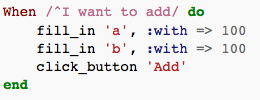 When /^I want to add/ do
    fill_in 'a', :with => 100
    fill_in 'b', :with => 100
    click_button 'Add'
end